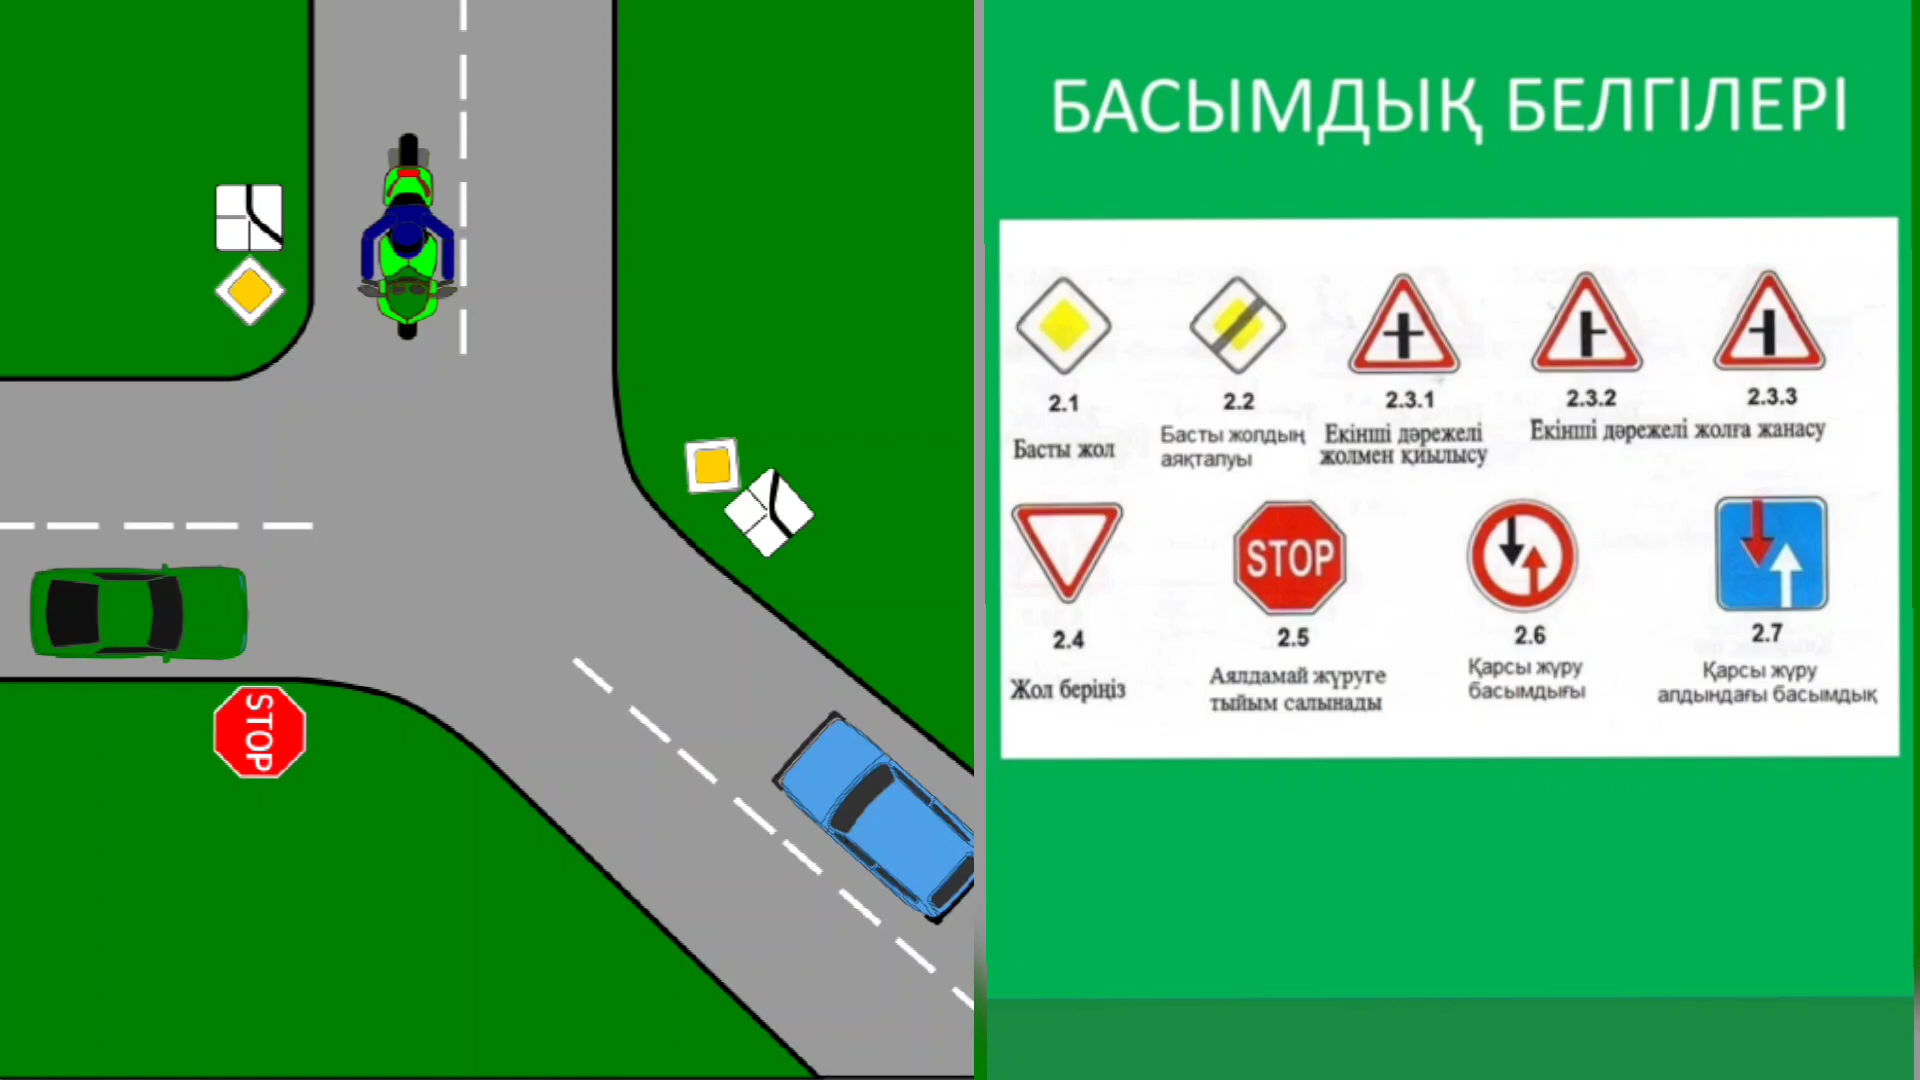 STOP
БАСЫМДЫҚ БЕЛГІЛЕРІ
2.1
2.2
2.3.1
2.3.2
2.3.3
Басты жол
Басты жолдың
аяқталуы
Екінші дәрежелі
жолмен қиылысу
Екінші дәрежелі жолға жанасу
STOP
2.4
2.5
2.6
2.7
Жол беріңіз
Аялдамай жүруге
тыйым салынады
Қарсы жүру
басымдығы
Қарсы жүру
алдындағы басымдық